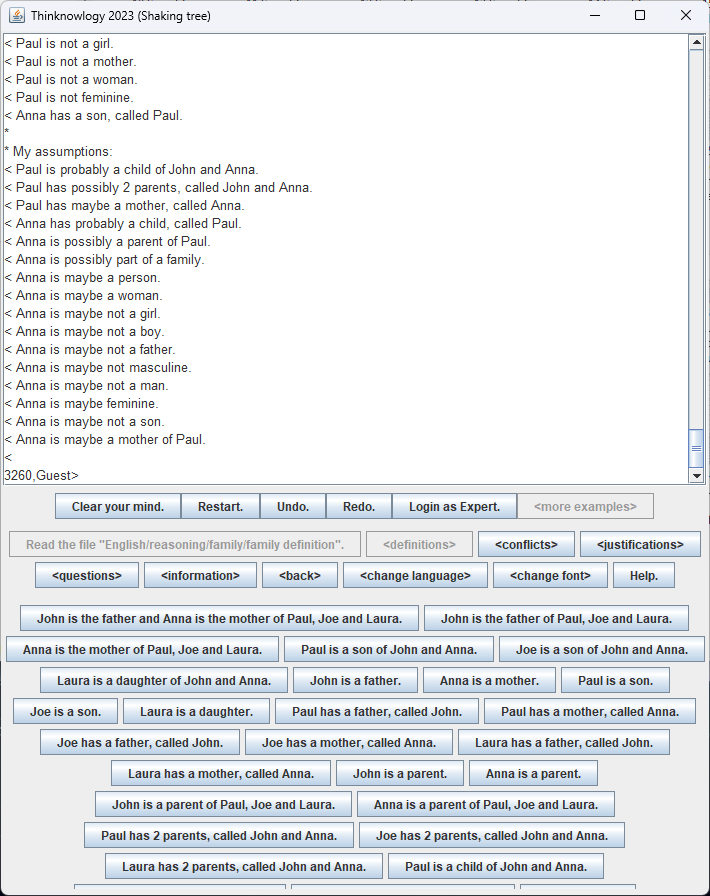 Thinknowlogy 2023 (Shaking tree)
< Paul is not a girl.
< Paul is not a mother.
< Paul is not a woman.
< Paul is not feminine.
< Anna has a son, called Paul.
*
* My assumptions:
< Paul is probably a child of John and Anna.
< Paul has possibly 2 parents, called John and Anna.
< Paul has maybe a mother, called Anna.
< Anna has probably a child, called Paul.
< Anna is possibly a parent of Paul.
< Anna is possibly part of a family.
< Anna is maybe a person.
< Anna is maybe a woman.
< Anna is maybe not a girl.
< Anna is maybe not a boy.
< Anna is maybe not a father.
< Anna is maybe not masculine.
< Anna is maybe not a man.
< Anna is maybe feminine.
< Anna is maybe not a son.
< Anna is maybe a mother of Paul.
<
3260,Guest>
Clear your mind. Restart. Undo. Redo. Login as Expert. <more examples>
Read the file "English/reasoning/family/family definition". <definitions> <conflicts> <justifications>
<questions> <information> <back> <change language> <change font> Help.
John is the father and Anna is the mother of Paul, Joe and Laura. John is the father of Paul, Joe and Laura.
Anna is the mother of Paul, Joe and Laura. Paul is a son of John and Anna. Joe is a son of John and Anna.
Laura is a daughter of John and Anna. John is a father. Anna is a mother. Paul is a son.
Joe is a son. Laura is a daughter. Paul has a father, called John. Paul has a mother, called Anna.
Joe has a father, called John. Joe has a mother, called Anna. Laura has a father, called John.
Laura has a mother, called Anna. John is a parent. Anna is a parent.
John is a parent of Paul, Joe and Laura. Anna is a parent of Paul, Joe and Laura.
Paul has 2 parents, called John and Anna. Joe has 2 parents, called John and Anna.
Laura has 2 parents, called John and Anna. Paul is a child of John and Anna.